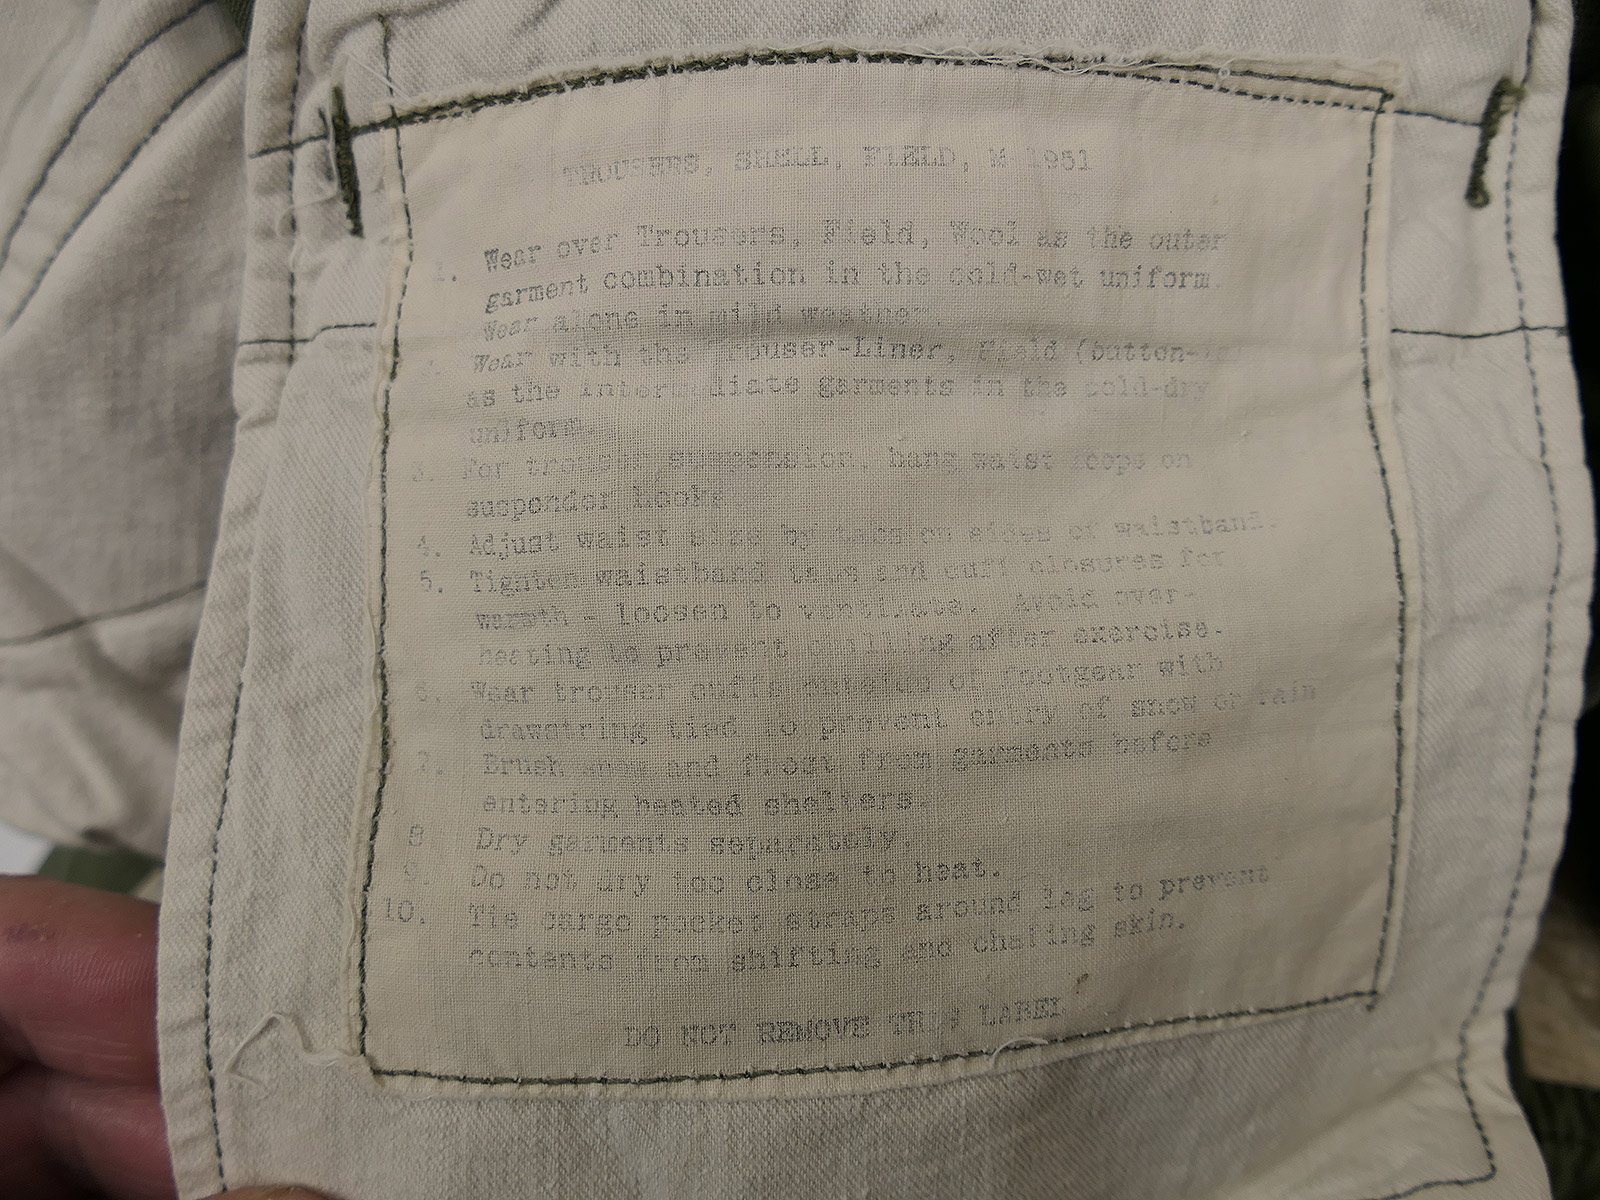 TROUSERS, SHELL, FIELD, M-1951
1. Wear over Trousers, Field, Wool as the outer
garment combination in the cold-wet uniform.
Wear alone in mild weather.
Wear with the Trouser-Liner, Field (button-
as the intermediate garments in the cold-dry
uniform.
3. For trouser suspension, hang waist loops on
suspender hooks
4. Adjust waist size by tabs on sides of waistband.
5. Tighten waistband tabs and cuff closures for
warmth - loosen to ventilate. Avoid over-
heating to prevent chilling after exercise.
6. Wear trouser cuffs outside of footgear with
drawstring tied to prevent entry of snow or rain
7. Brush snow and frost from garments before
entering heated shelters.
8 Dry garments separately.
9. Do not dry too close to heat.
10. Tie cargo pocket straps around leg to prevent
contents from shifting and chafing skin.
DO NOT REMOVE THIS LABEL